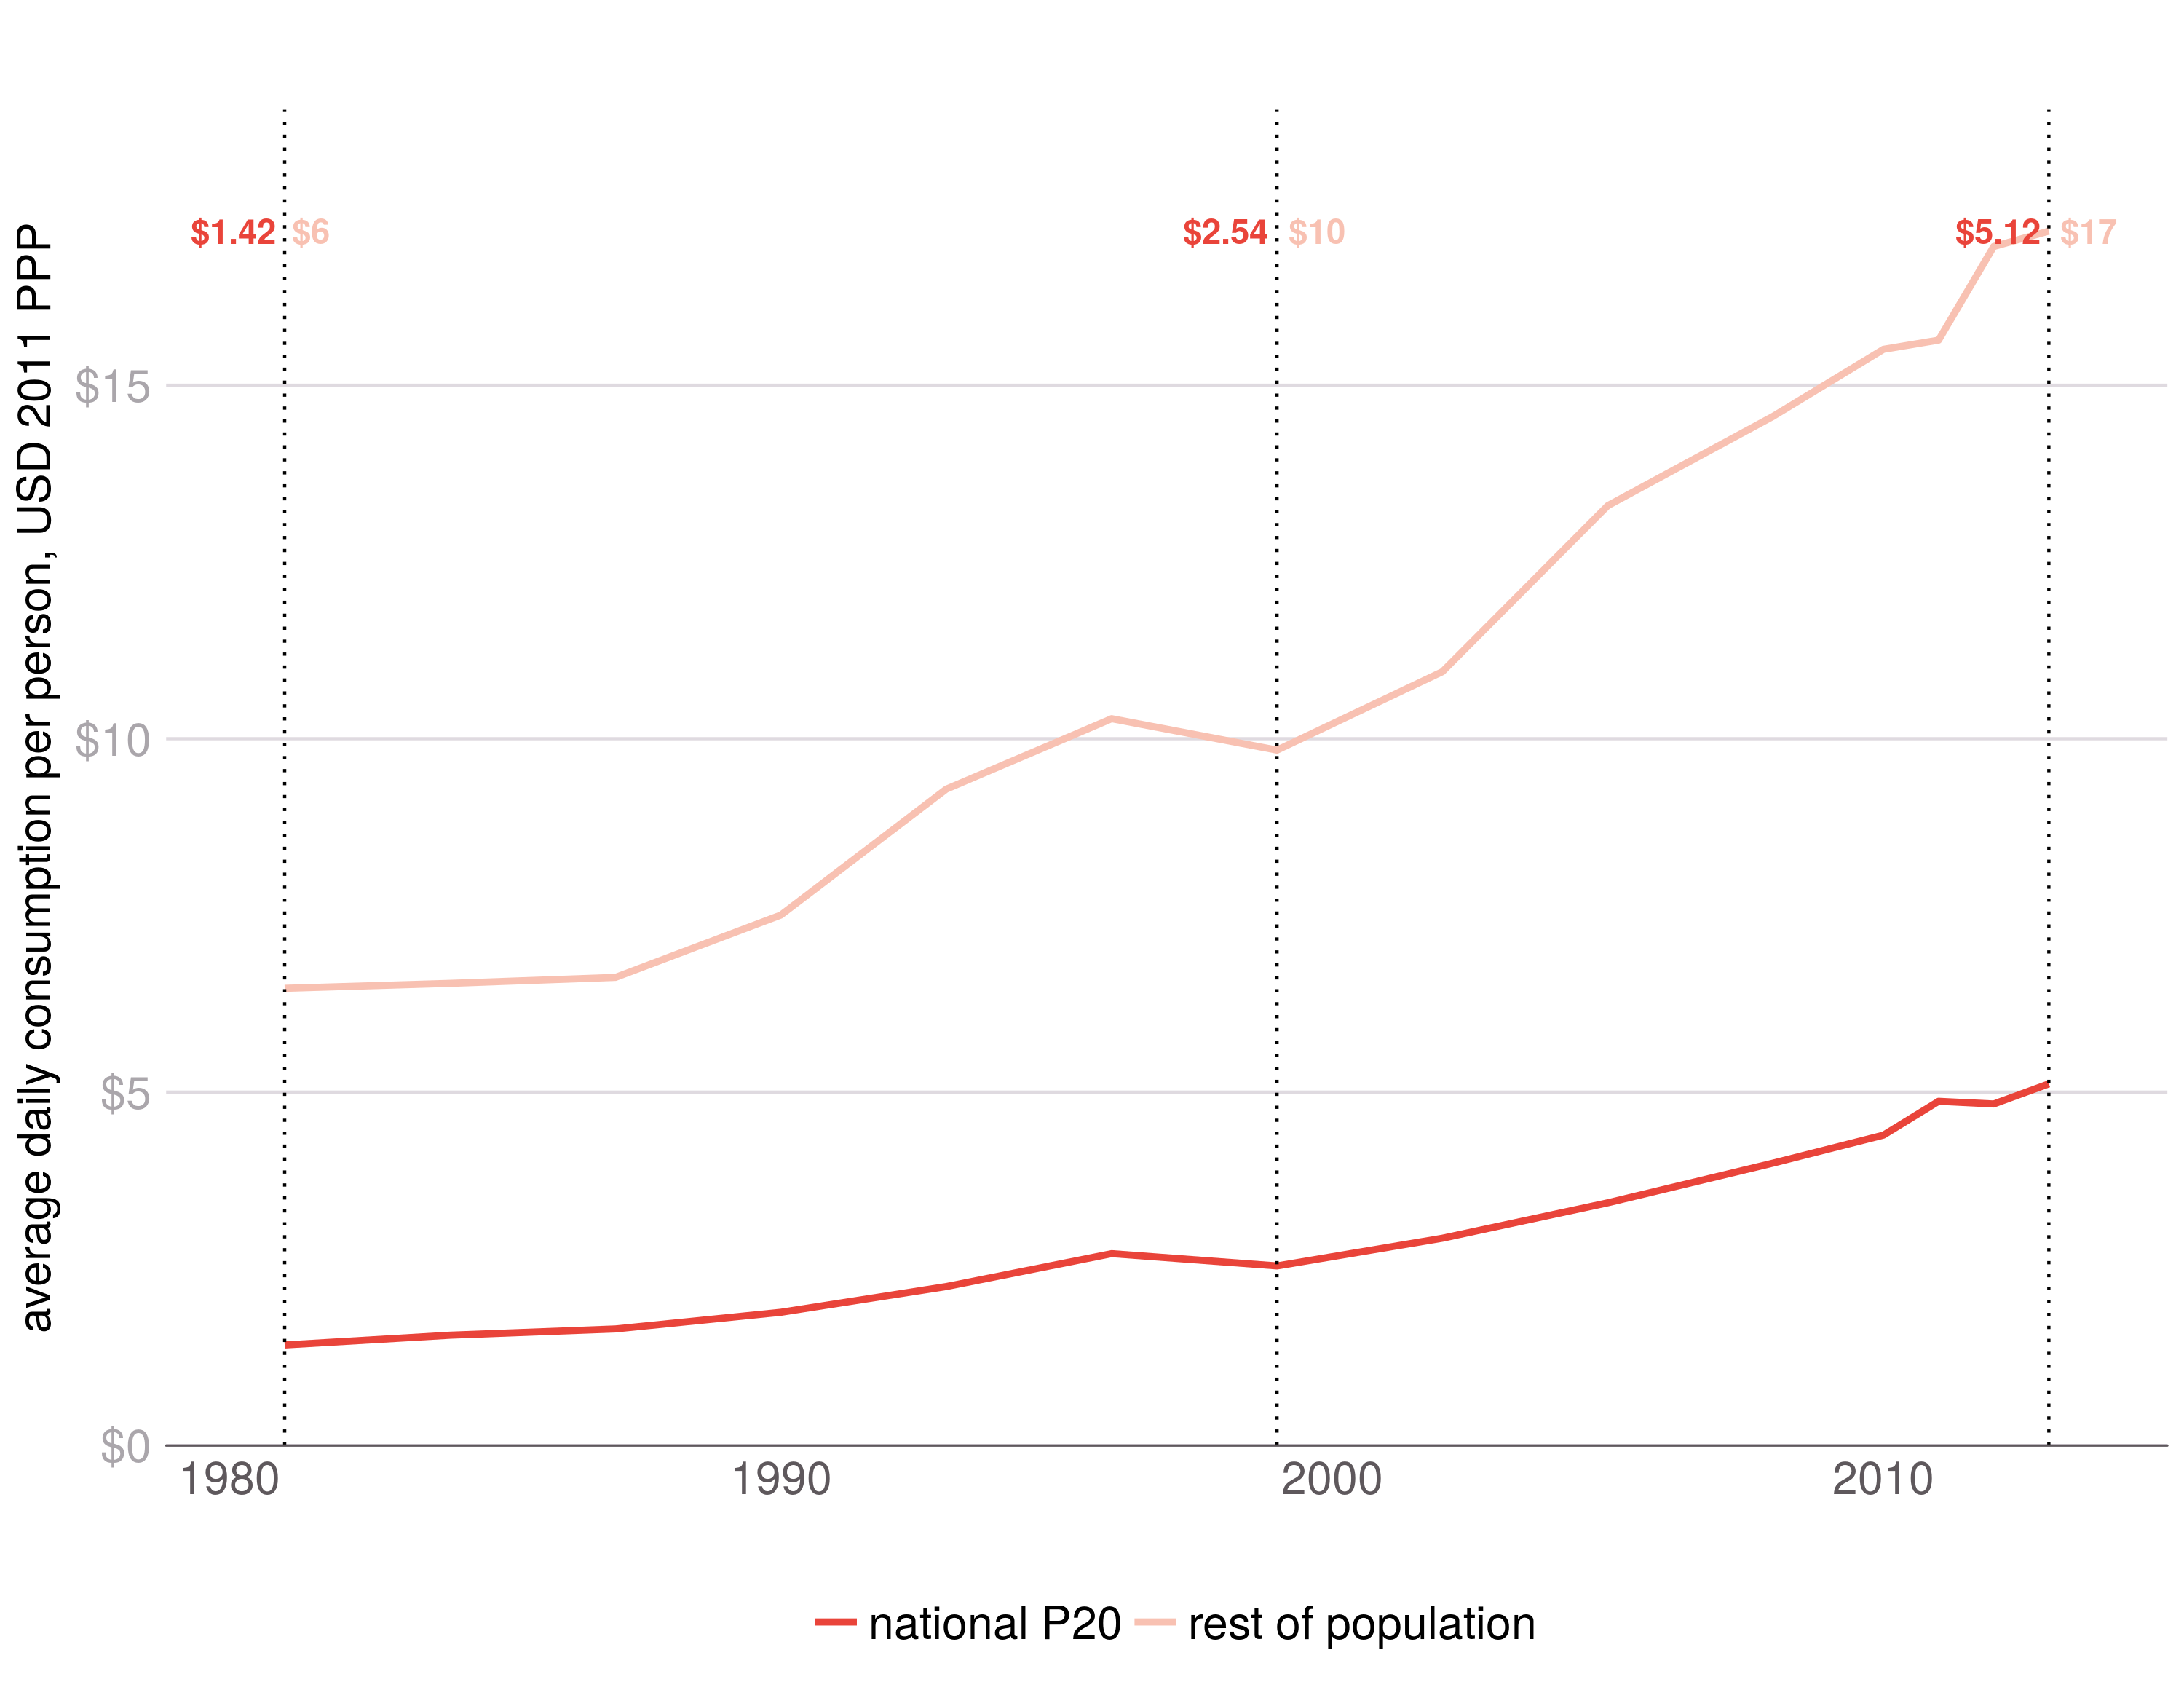 average daily consumption per person, USD 2011 PPP
$1.42 $6
$2.54 $10
$5.12 $17
$15
$10
$5
$0
1980 1990 2000 2010
national P20 rest of population